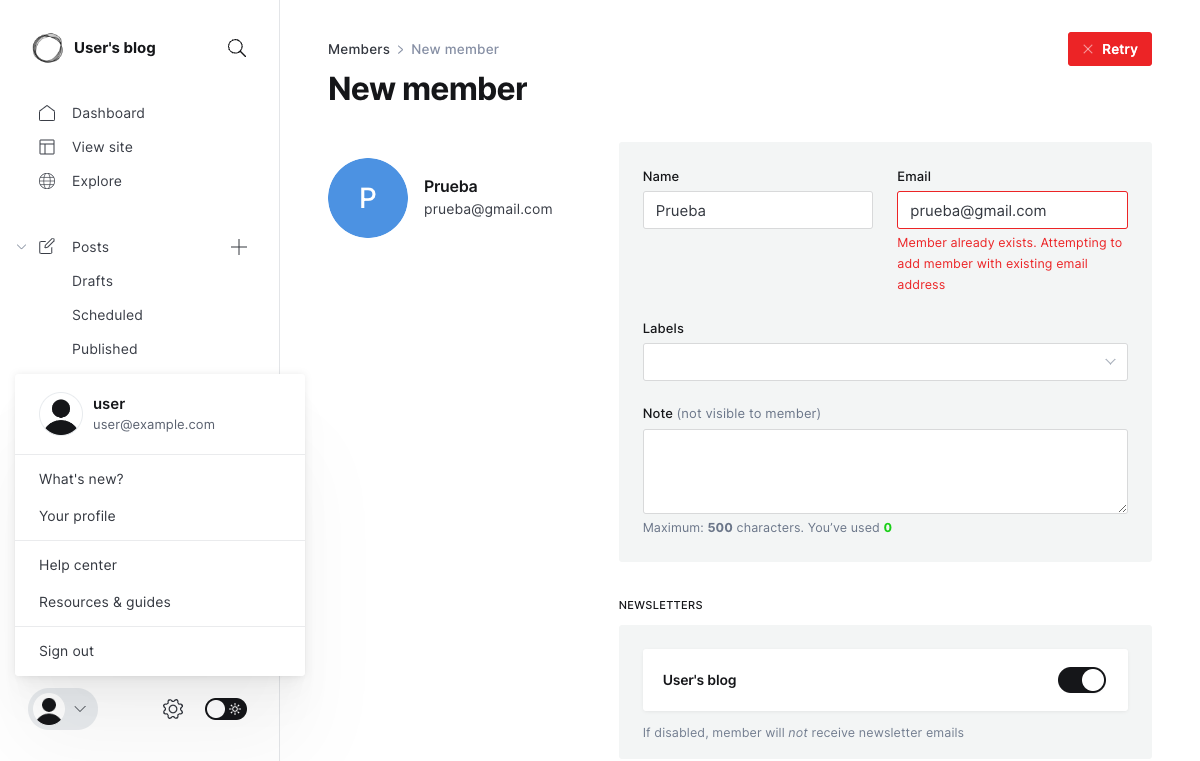 User's blog
Dashboard
View site
Explore
Posts
Drafts
Scheduled
Published
user
user@example.com
What's new?
Your profile
Help center
Resources & guides
Sign out
Members > New member
Retry
New member
P
Prueba
prueba@gmail.com
Name
Prueba
Email
prueba@gmail.com
Member already exists. Attempting to
add member with existing email
address
Labels
Note (not visible to member)
Maximum: 500 characters. You’ve used 0
NEWSLETTERS
User's blog
If disabled, member will not receive newsletter emails